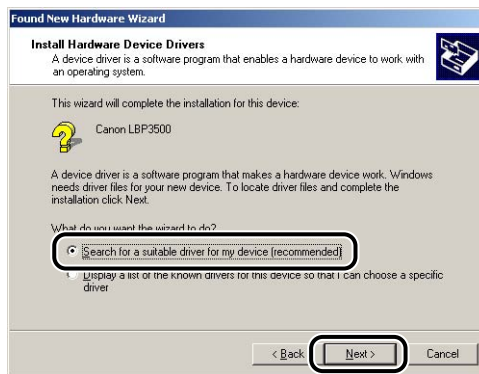 Found New Hardware Wizard
Install Hardware Device Drivers
A device driver is a software program that enables a hardware device to work with
an operating system.
This wizard will complete the installation for this device:
Canon LBP3500
A device driver is a software program that makes a hardware device work. Windows
needs driver files for your new device. To locate driver files and complete the
installation click Next.
What do you want the wizard to do?
Search for a suitable driver for my device (recommended)
Display a list of the known drivers for this device so that I can choose a specific
driver
< Back
Next >
Cancel